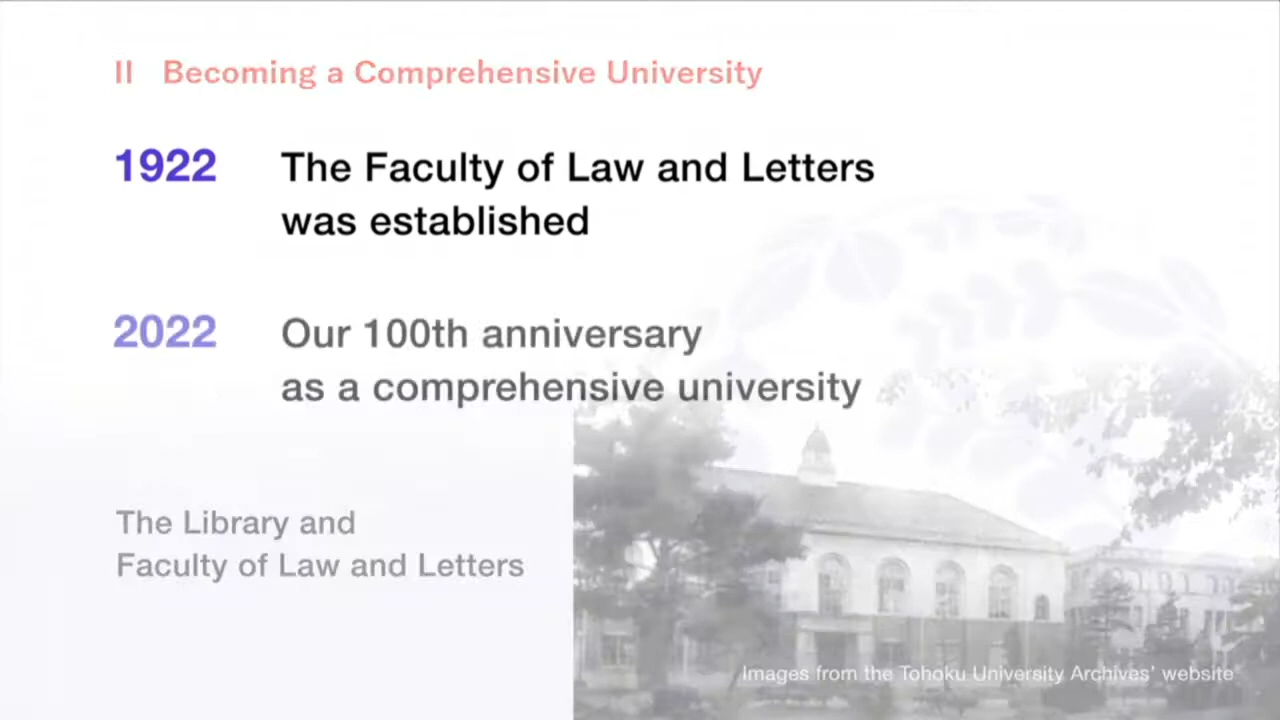 II Becoming a Comprehensive University
1922 The Faculty of Law and Letters
was established
2022 Our 100th anniversary
as a comprehensive university
The Library and
Faculty of Law and Letters
Images from the Tohoku University Archives' website